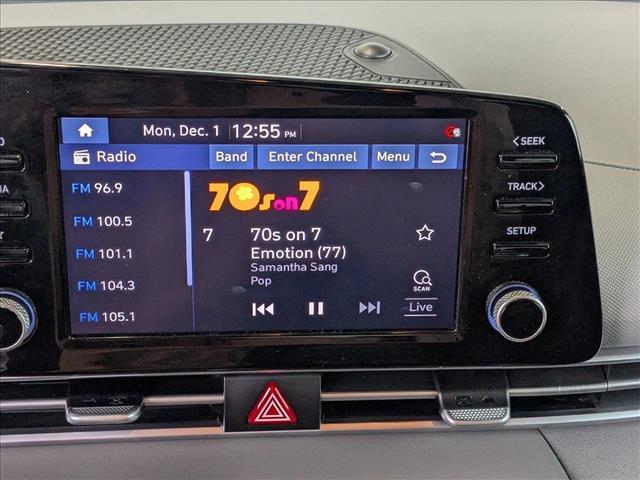 Mon, Dec. 1 12:55 PM
Radio Band Enter Channel Menu
FM 96.9
FM 100.5
FM 101.1
FM 104.3
FM 105.1
70s on 7
7 70s on 7
Emotion (77)
Samantha Sang
Pop
SCAN
Live
< SEEK
TRACK >
SETUP